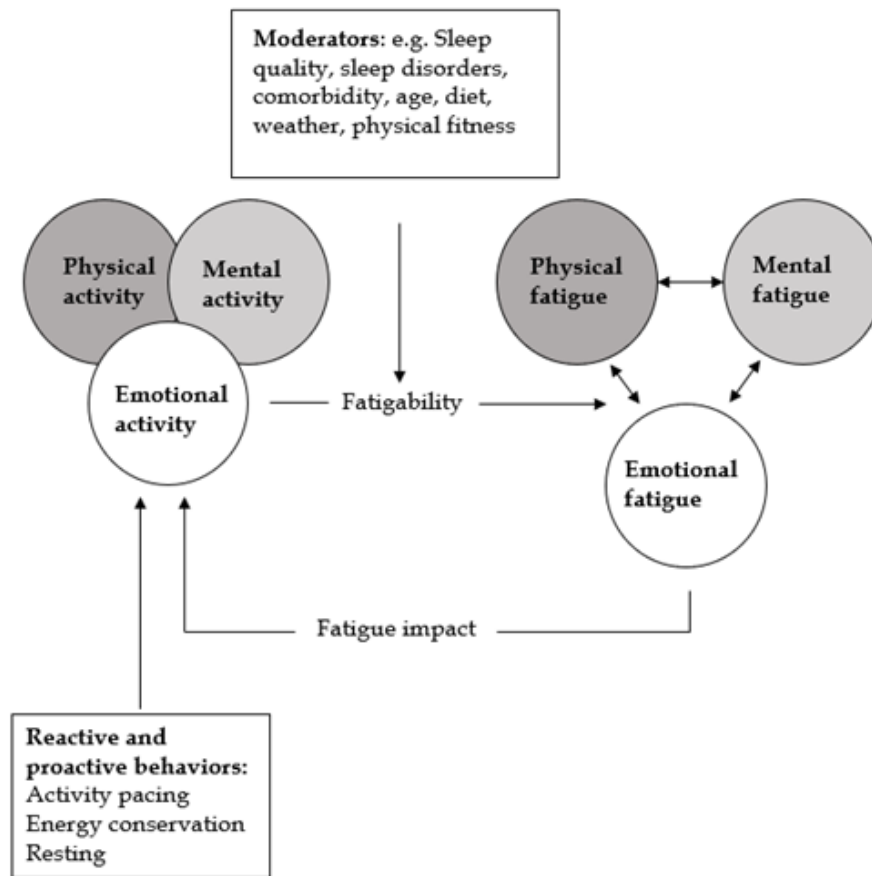 Moderators: e.g. Sleep
quality, sleep disorders,
comorbidity, age, diet,
weather, physical fitness
Physical
activity
Mental
activity
Emotional
activity
Fatigability
Physical
fatigue
Mental
fatigue
Emotional
fatigue
Fatigue impact
Reactive and
proactive behaviors:
Activity pacing
Energy conservation
Resting